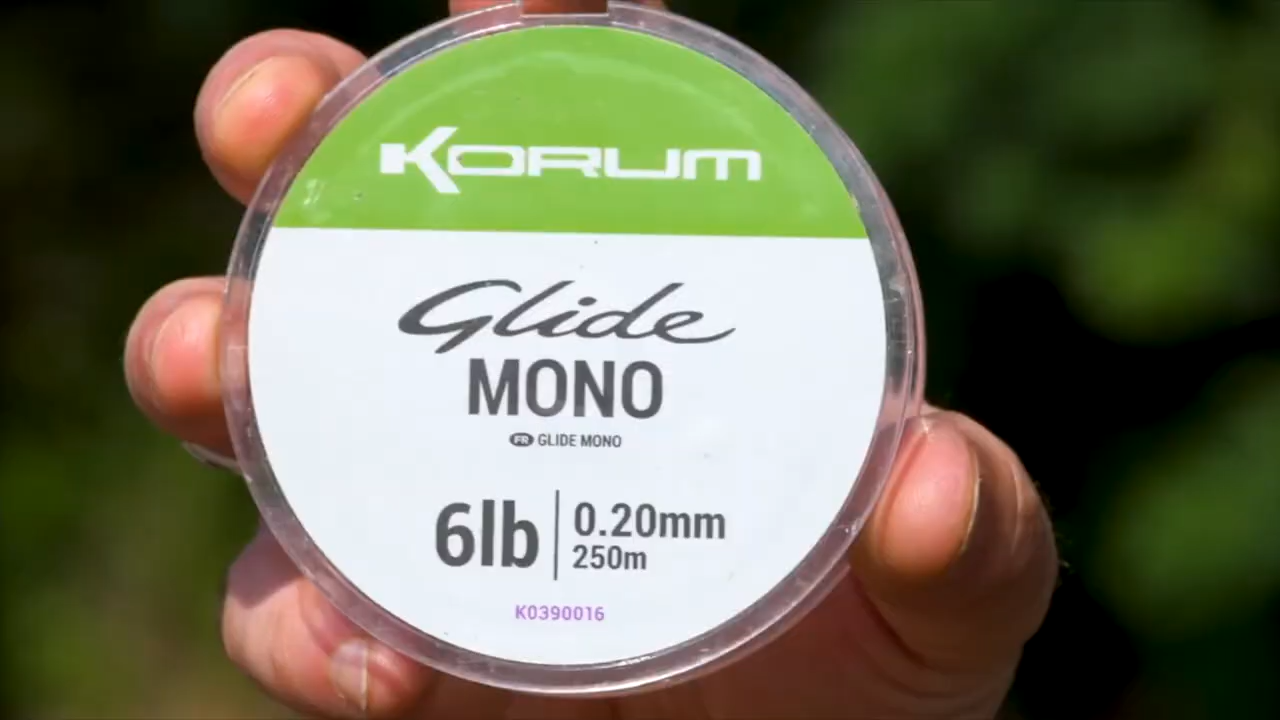 KORUM
Glide
MONO
FR GLIDE MONO
6lb
0.20mm
250m
K0390016